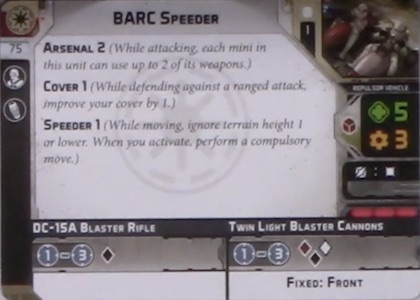 BARC Speeder
1
75
Arsenal 2 (While attacking, each mini in
this unit can use up to 2 of its weapons.)
Cover 1 (While defending against a ranged attack,
improve your cover by 1.)
Speeder 1 (While moving, ignore terrain height 1
or lower. When you activate, perform a compulsory
move.)
Repulsor Vehicle
5
3
DC-15A Blaster Rifle
1-3
Twin Light Blaster Cannons
1-3
Fixed: Front